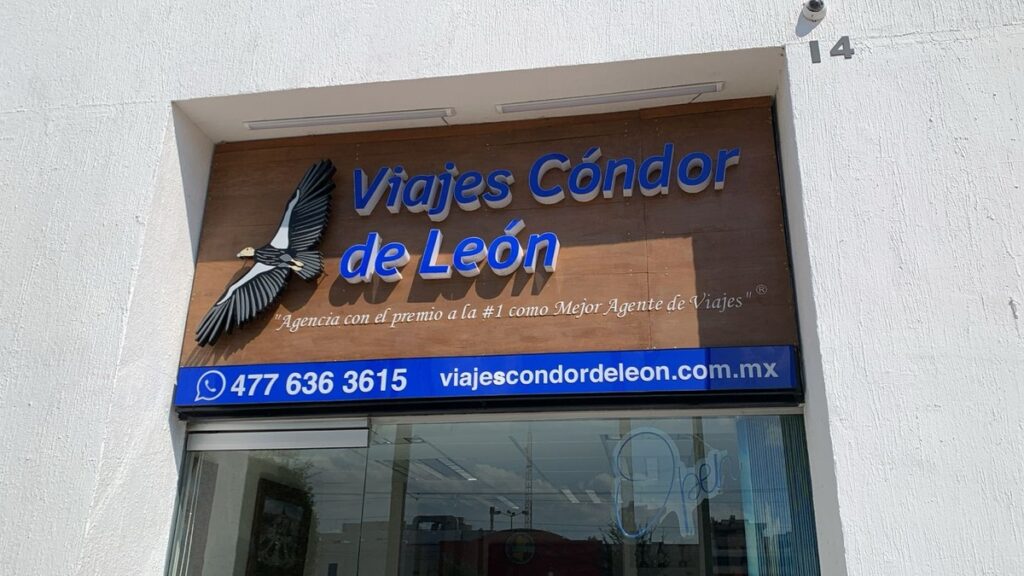 14
Viajes Cóndor
de León
"Agencia con el premio a la #1 como Mejor Agente de Viajes"®
477 636 3615 viajescondordeleon.com.mx
Open